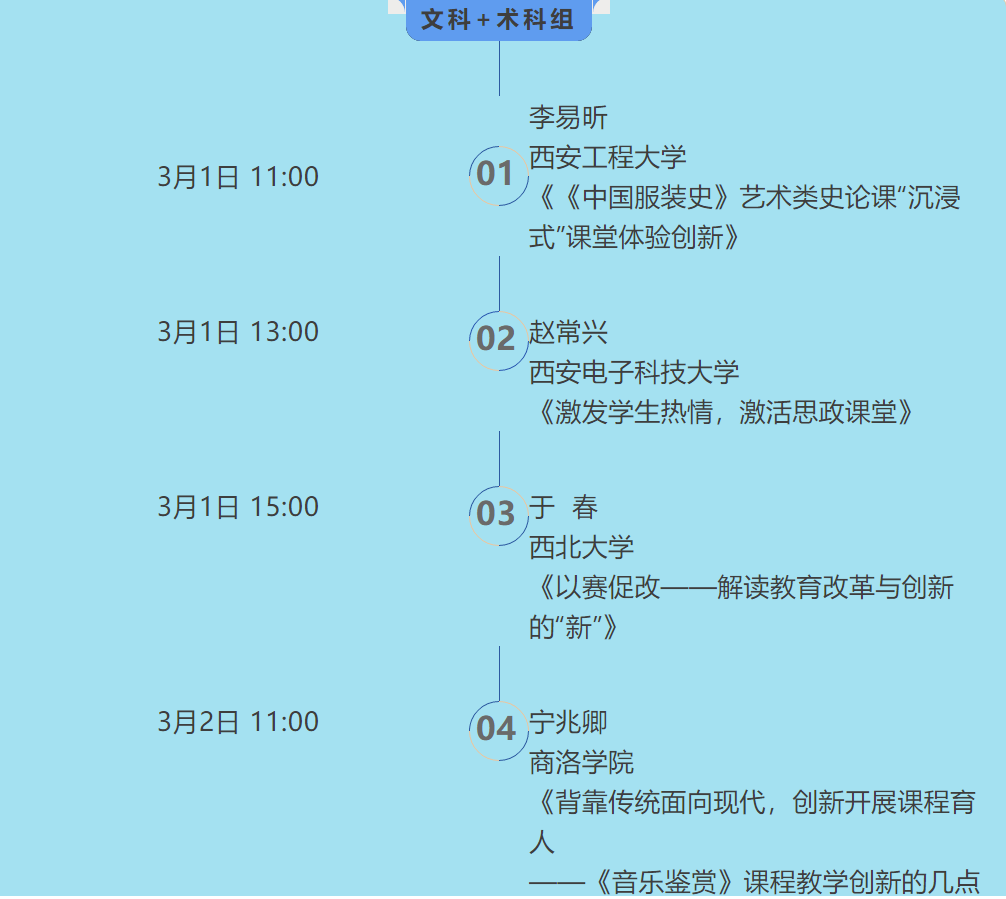 文科+术科组
3月1日 11:00
01
李易昕
西安工程大学
《《中国服装史》艺术类史论课“沉浸
式”课堂体验创新》
3月1日 13:00
02
赵常兴
西安电子科技大学
《激发学生热情，激活思政课堂》
3月1日 15:00
03
于 春
西北大学
《以赛促改——解读教育改革与创新
的“新”》
3月2日 11:00
04
宁兆卿
商洛学院
《背靠传统面向现代，创新开展课程育
人
——《音乐鉴赏》课程教学创新的几点